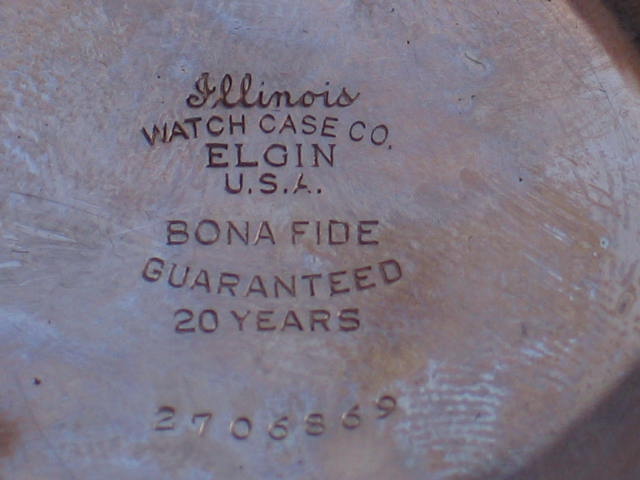 Illinois
WATCH CASE CO.
ELGIN
U.S.A.
BONA FIDE
GUARANTEED
20 YEARS
2706869